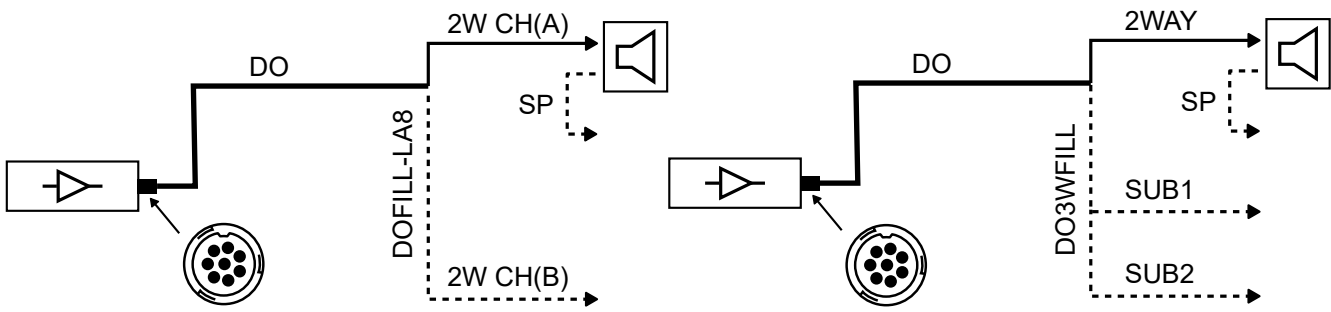 2W CH(A)
DO
SP
DOFILL-LA8
2W CH(B)
2WAY
DO
SP
DO3WFILL
SUB1
SUB2